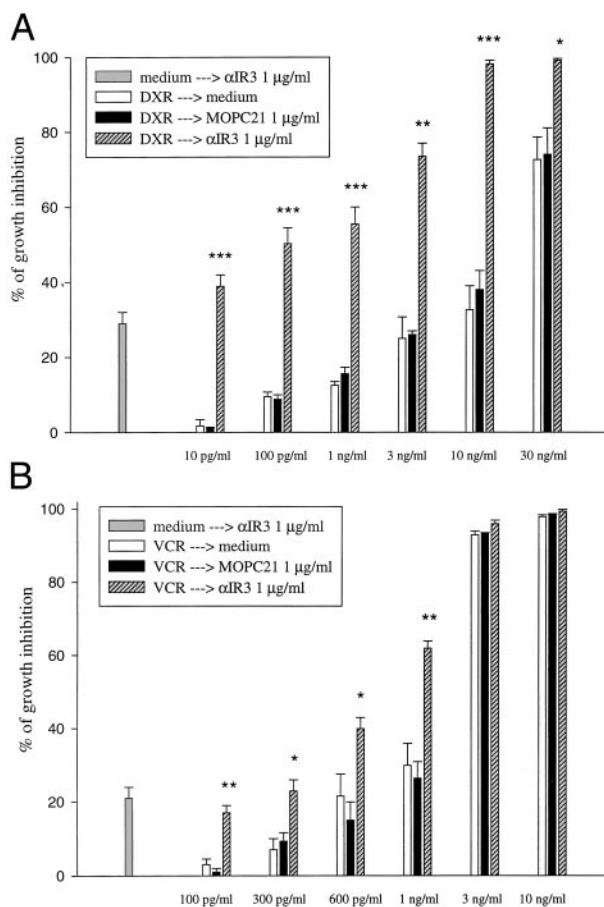 A
100
80
60
40
20
0
% of growth inhibition
medium ---> αIR3 1 μg/ml
DXR ---> medium
DXR ---> MOPC21 1 μg/ml
DXR ---> αIR3 1 μg/ml
***
***
***
**
***
*
10 pg/ml 100 pg/ml 1 ng/ml 3 ng/ml 10 ng/ml 30 ng/ml
B
100
80
60
40
20
0
% of growth inhibition
medium ---> αIR3 1 μg/ml
VCR ---> medium
VCR ---> MOPC21 1 μg/ml
VCR ---> αIR3 1 μg/ml
**
*
*
**
100 pg/ml 300 pg/ml 600 pg/ml 1 ng/ml 3 ng/ml 10 ng/ml